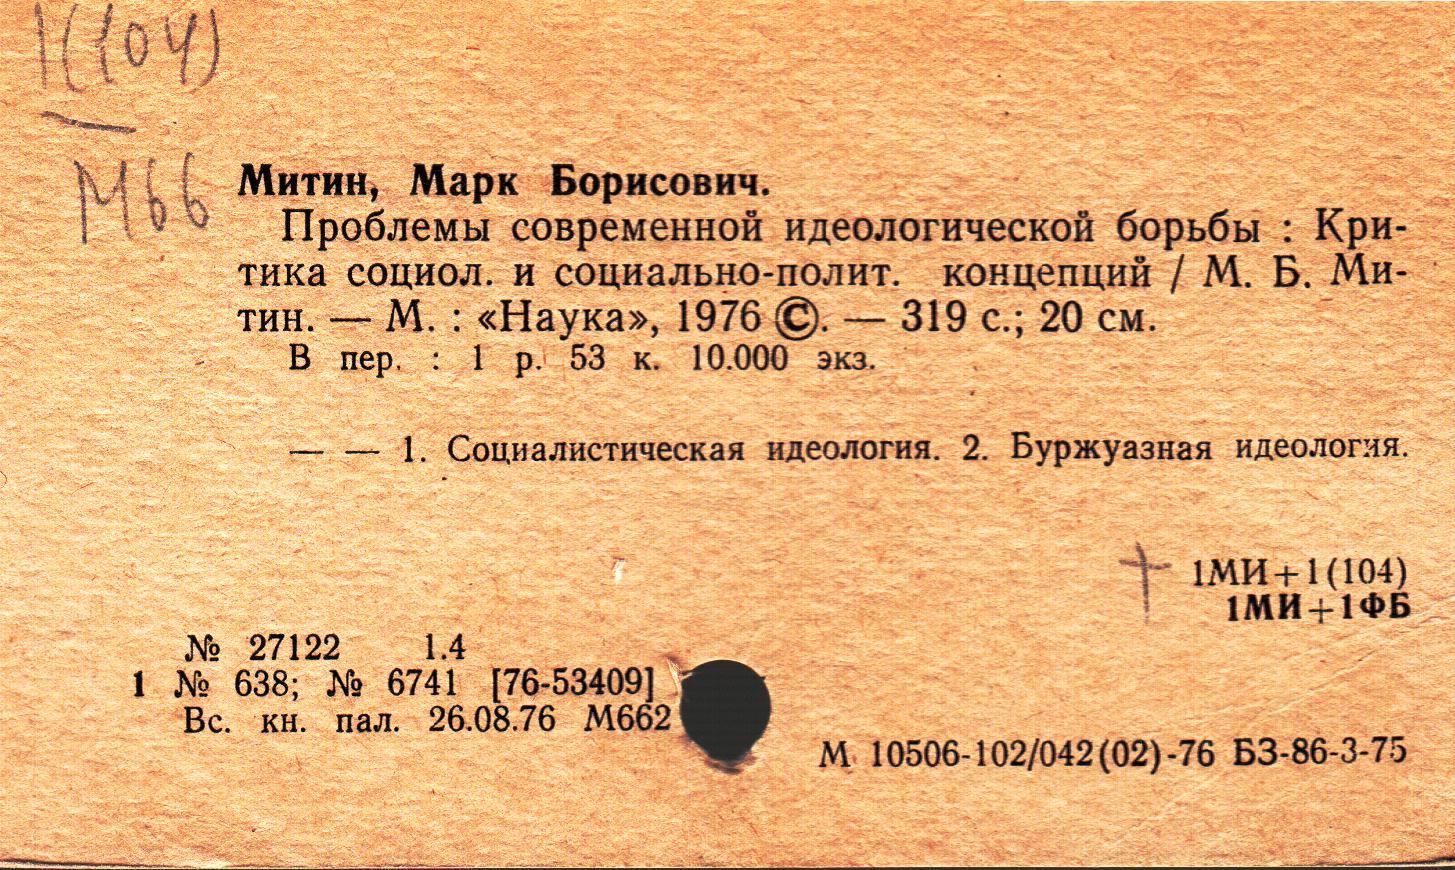 1(104)
М66
Митин, Марк Борисович.
Проблемы современной идеологической борьбы : Кри-
тика социол. и социально-полит. концепций / М. Б. Ми-
тин. — М. : «Наука», 1976 ©. — 319 с.; 20 см.
В пер. : 1 р. 53 к. 10.000 экз.
— — 1. Социалистическая идеология. 2. Буржуазная идеология.
1МИ+1(104)
1МИ+1ФБ
№ 27122 1.4
1 № 638; № 6741 [76-53409]
Вс. кн. пал. 26.08.76 М662
М 10506-102/042(02)-76 БЗ-86-3-75